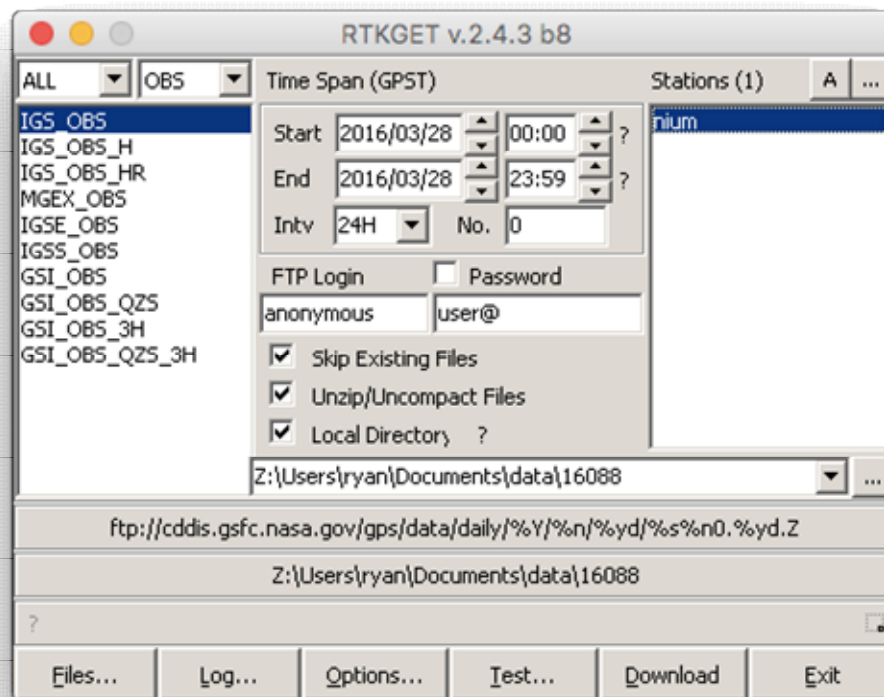 RTKGET v.2.4.3 b8
ALL OBS Time Span (GPST) Stations (1) A ...
IGS_OBS
IGS_OBS_H
IGS_OBS_HR
MGEX_OBS
IGSE_OBS
IGSS_OBS
GSI_OBS
GSI_OBS_QZS
GSI_OBS_3H
GSI_OBS_QZS_3H
Start 2016/03/28 00:00 ?
End 2016/03/28 23:59 ?
Intv 24H No. 0
FTP Login Password
anonymous user@
Skip Existing Files
Unzip/Uncompact Files
Local Directory ?
nium
Z:\Users\ryan\Documents\data\16088 ...
ftp://cddis.gsfc.nasa.gov/gps/data/daily/%Y/%n/%yd/%s%n0.%yd.Z
Z:\Users\ryan\Documents\data\16088
?
Files... Log... Options... Test... Download Exit